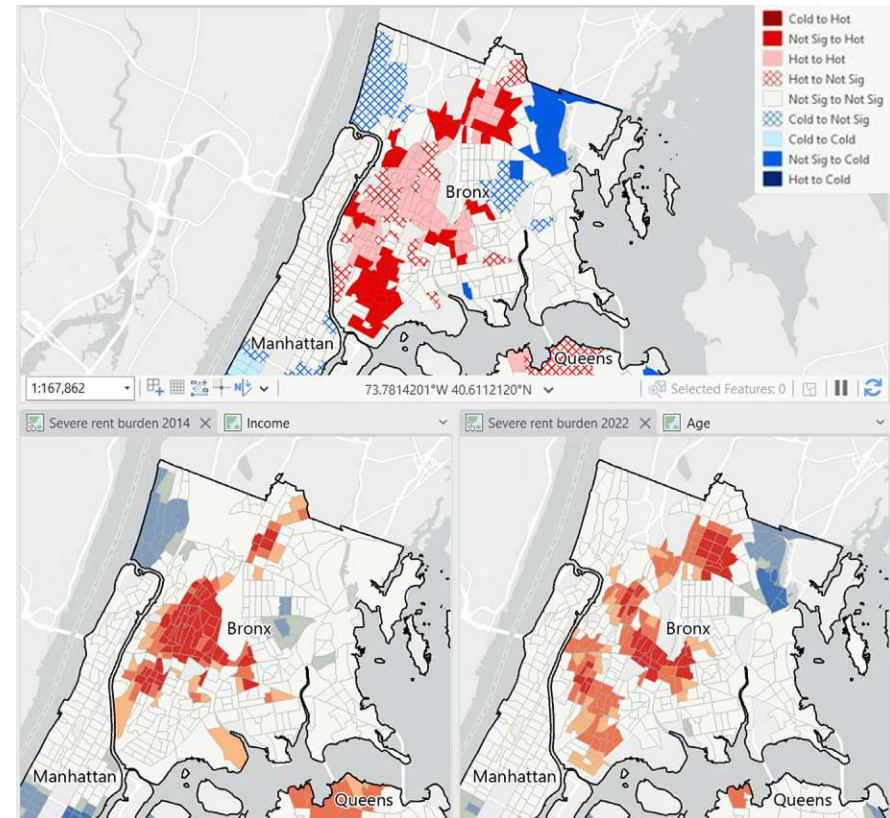 Cold to Hot
Not Sig to Hot
Hot to Hot
Hot to Not Sig
Not Sig to Not Sig
Cold to Not Sig
Cold to Cold
Not Sig to Cold
Hot to Cold
Bronx
Manhattan
Queens
1:167,862
73.7814201°W 40.6112120°N
Selected Features: 0
Severe rent burden 2014
Income
Severe rent burden 2022
Age
Bronx
Manhattan
Queens
Bronx
Manhattan
Queens